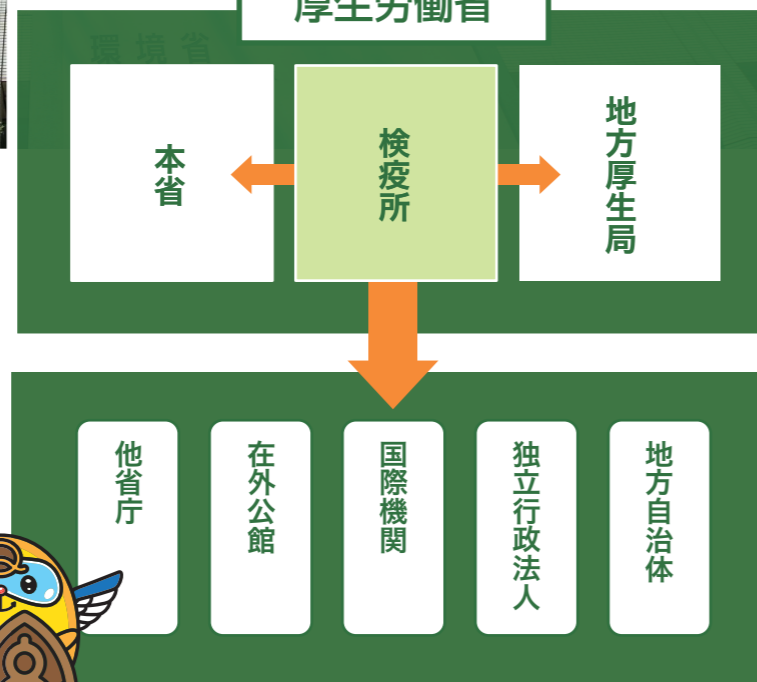 厚生労働省
環境省
本省
検疫所
地方厚生局
他省庁
在外公館
国際機関
独立行政法人
地方自治体